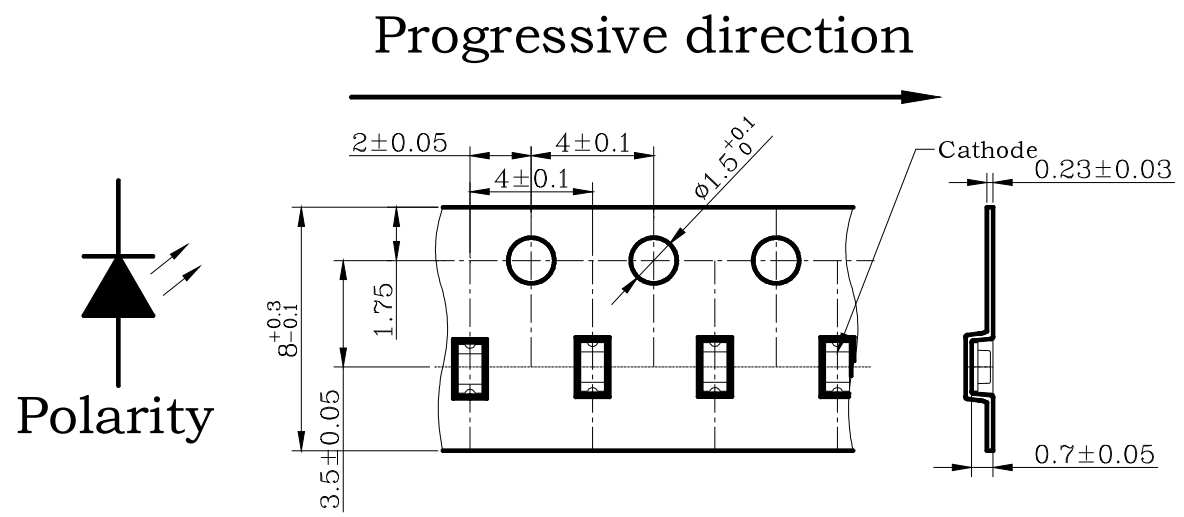 Progressive direction
2±0.05
4±0.1
4±0.1
ø1.5 +0.1 0
Cathode
0.23±0.03
1.75
8 +0.3 -0.1
3.5±0.05
Polarity
0.7±0.05